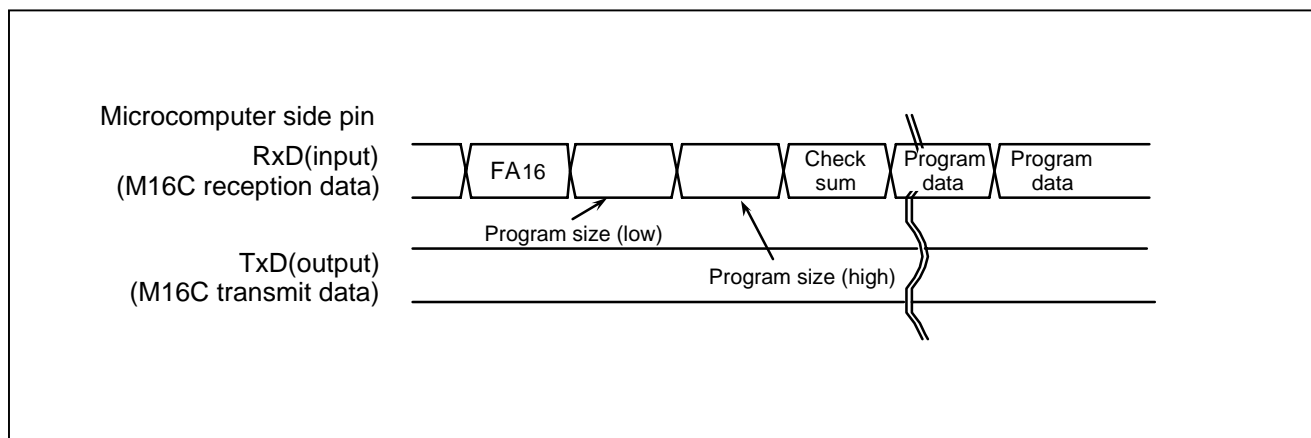 Microcomputer side pin
RxD(input)
(M16C reception data)
FA16
Check
sum
Program
data
Program
data
Program size (low)
Program size (high)
TxD(output)
(M16C transmit data)